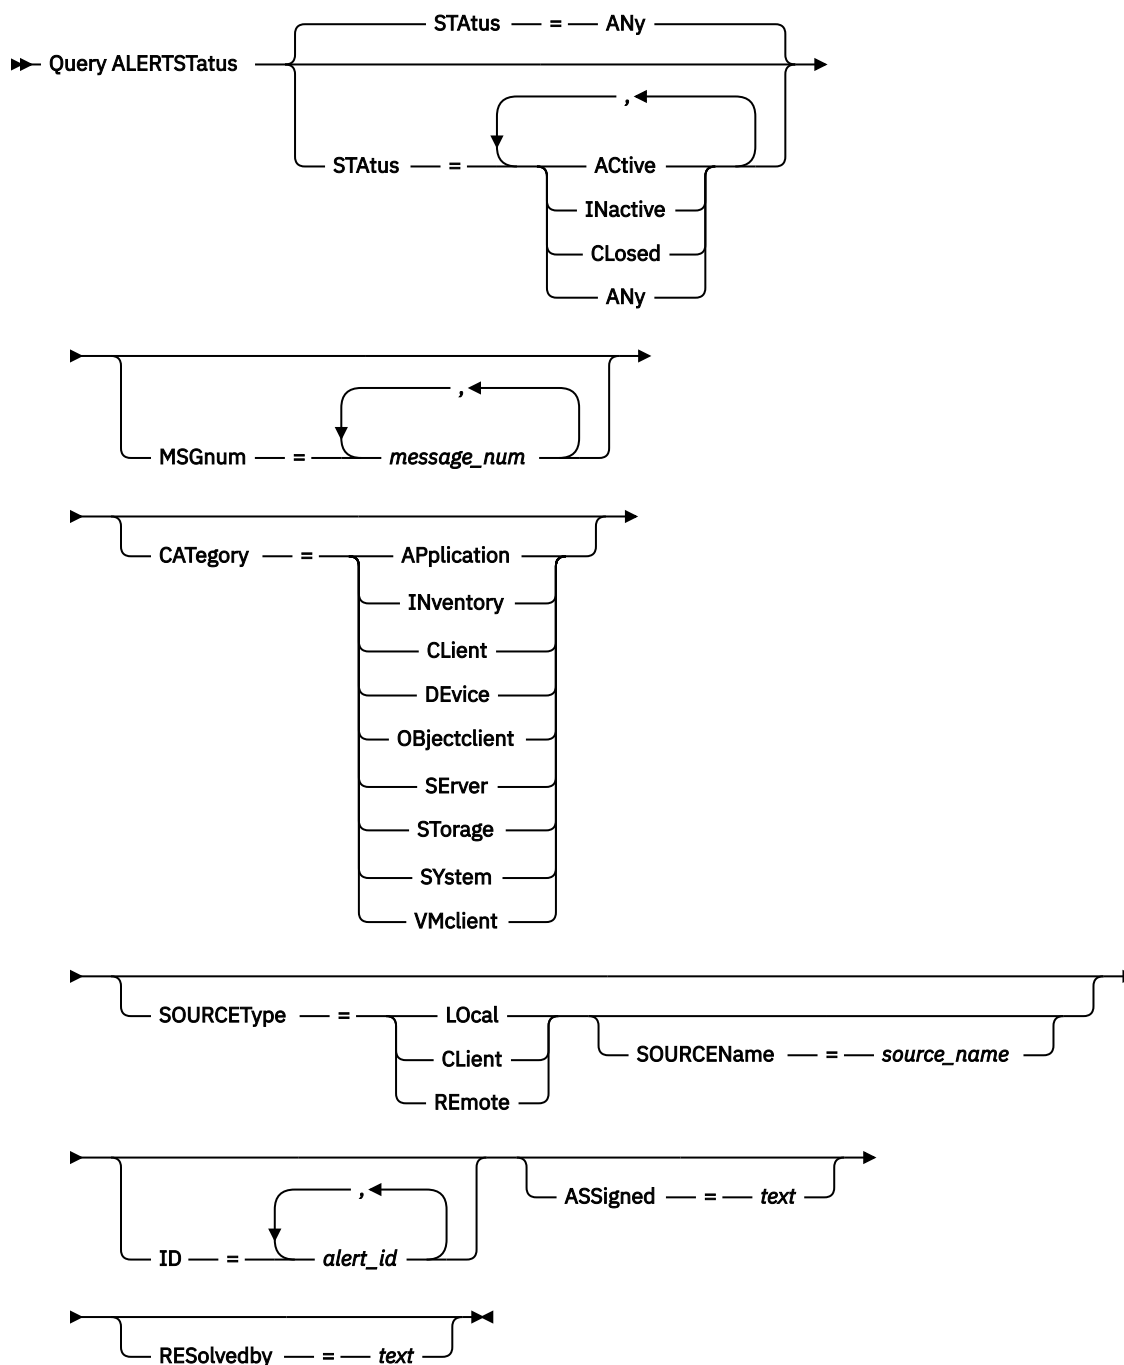 STAtus = ANy
Query ALERTSTatus
,
STAtus = ACtive
INactive
CLosed
ANy
,
MSGnum = message_num
CATegory = APplication
INventory
CLient
DEvice
OBjectclient
SErver
STorage
SYstem
VMclient
SOURCEType = LOcal
CLient
REmote
SOURCEName = source_name
,
ID = alert_id
ASSigned = text
RESolvedby = text